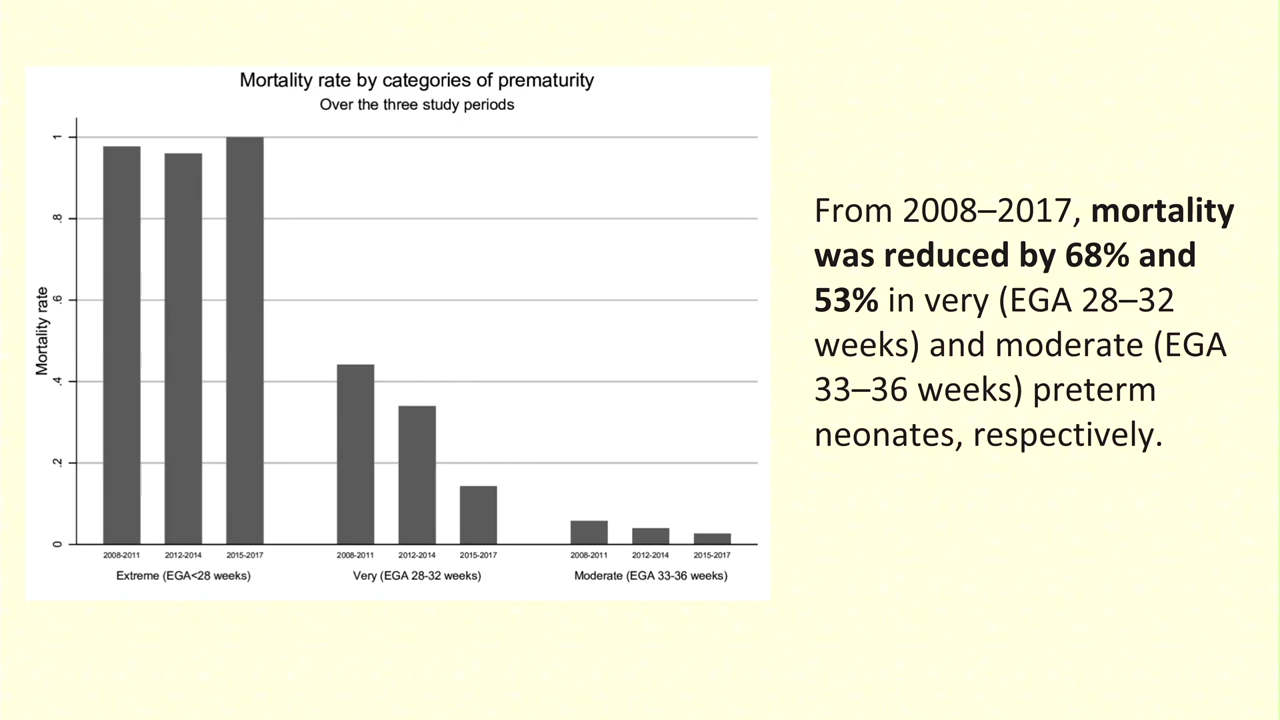 Mortality rate by categories of prematurity
Over the three study periods
Mortality rate
1
.8
.6
.4
.2
0
2008-2011 2012-2014 2015-2017 2008-2011 2012-2014 2015-2017 2008-2011 2012-2014 2015-2017
Extreme (EGA<28 weeks) Very (EGA 28-32 weeks) Moderate (EGA 33-36 weeks)
From 2008–2017, mortality
was reduced by 68% and
53% in very (EGA 28–32
weeks) and moderate (EGA
33–36 weeks) preterm
neonates, respectively.